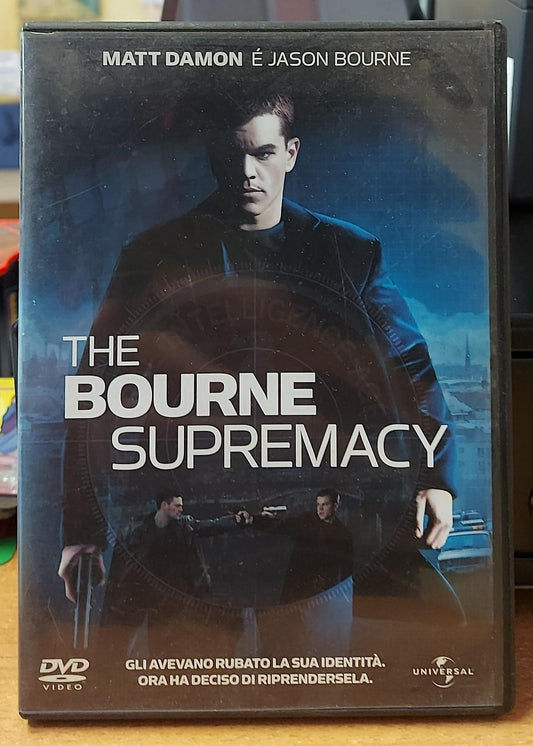 MATT DAMON É JASON BOURNE
INTELLIGENCE
THE
BOURNE
SUPREMACY
GLI AVEVANO RUBATO LA SUA IDENTITÀ.
ORA HA DECISO DI RIPRENDERSELA.
DVD
VIDEO
UNIVERSAL